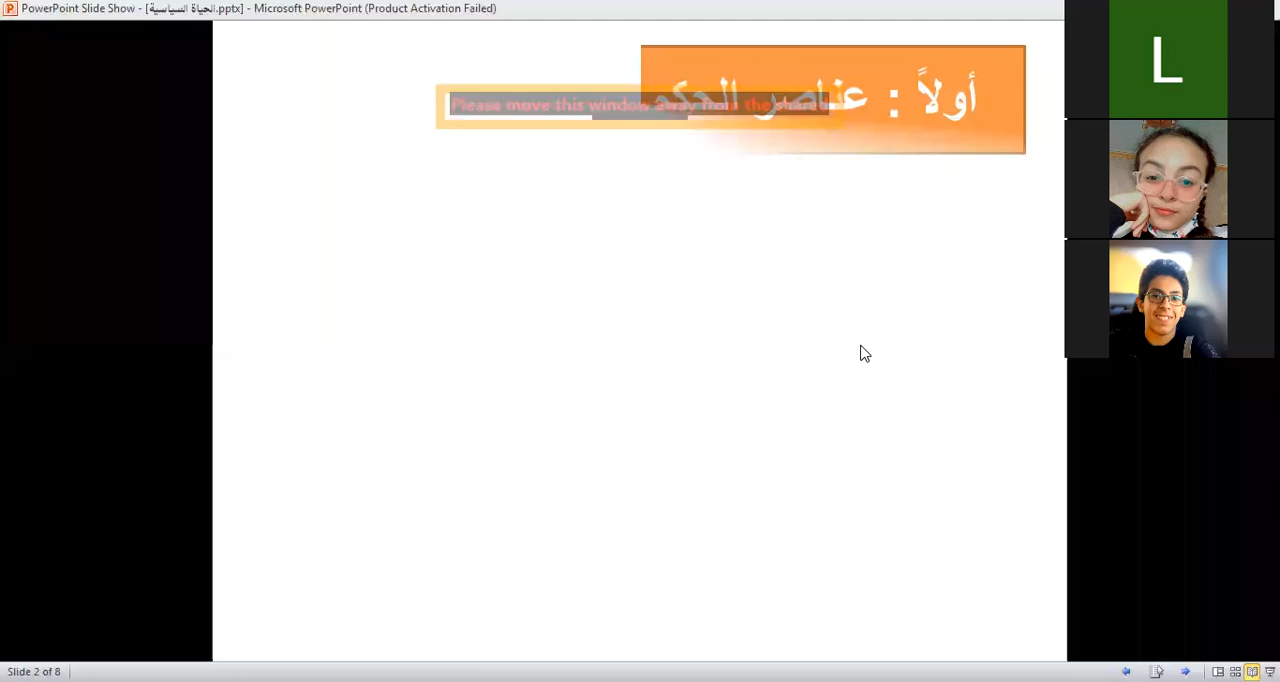 PowerPoint Slide Show - [الحياة السياسية.pptx] - Microsoft PowerPoint (Product Activation Failed)
L
أولاً : عناصر الحكم
Please move this window away from the shared
Slide 2 of 8